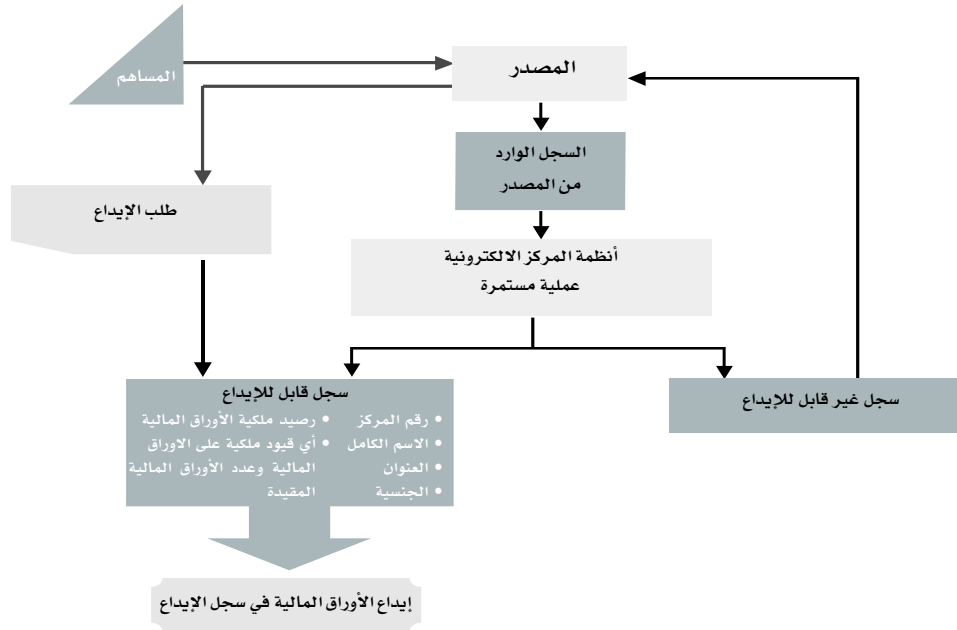 المساهم
المصدر
السجل الوارد
من المصدر
طلب الإيداع
أنظمة المركز الالكترونية
عملية مستمرة
سجل قابل للإيداع
• رقم المركز
• الاسم الكامل
• العنوان
• الجنسية
• رصيد ملكية الأوراق المالية
• أي قيود ملكية على الاوراق
المالية وعدد الأوراق المالية
المقيدة
سجل غير قابل للإيداع
إيداع الأوراق المالية في سجل الإيداع